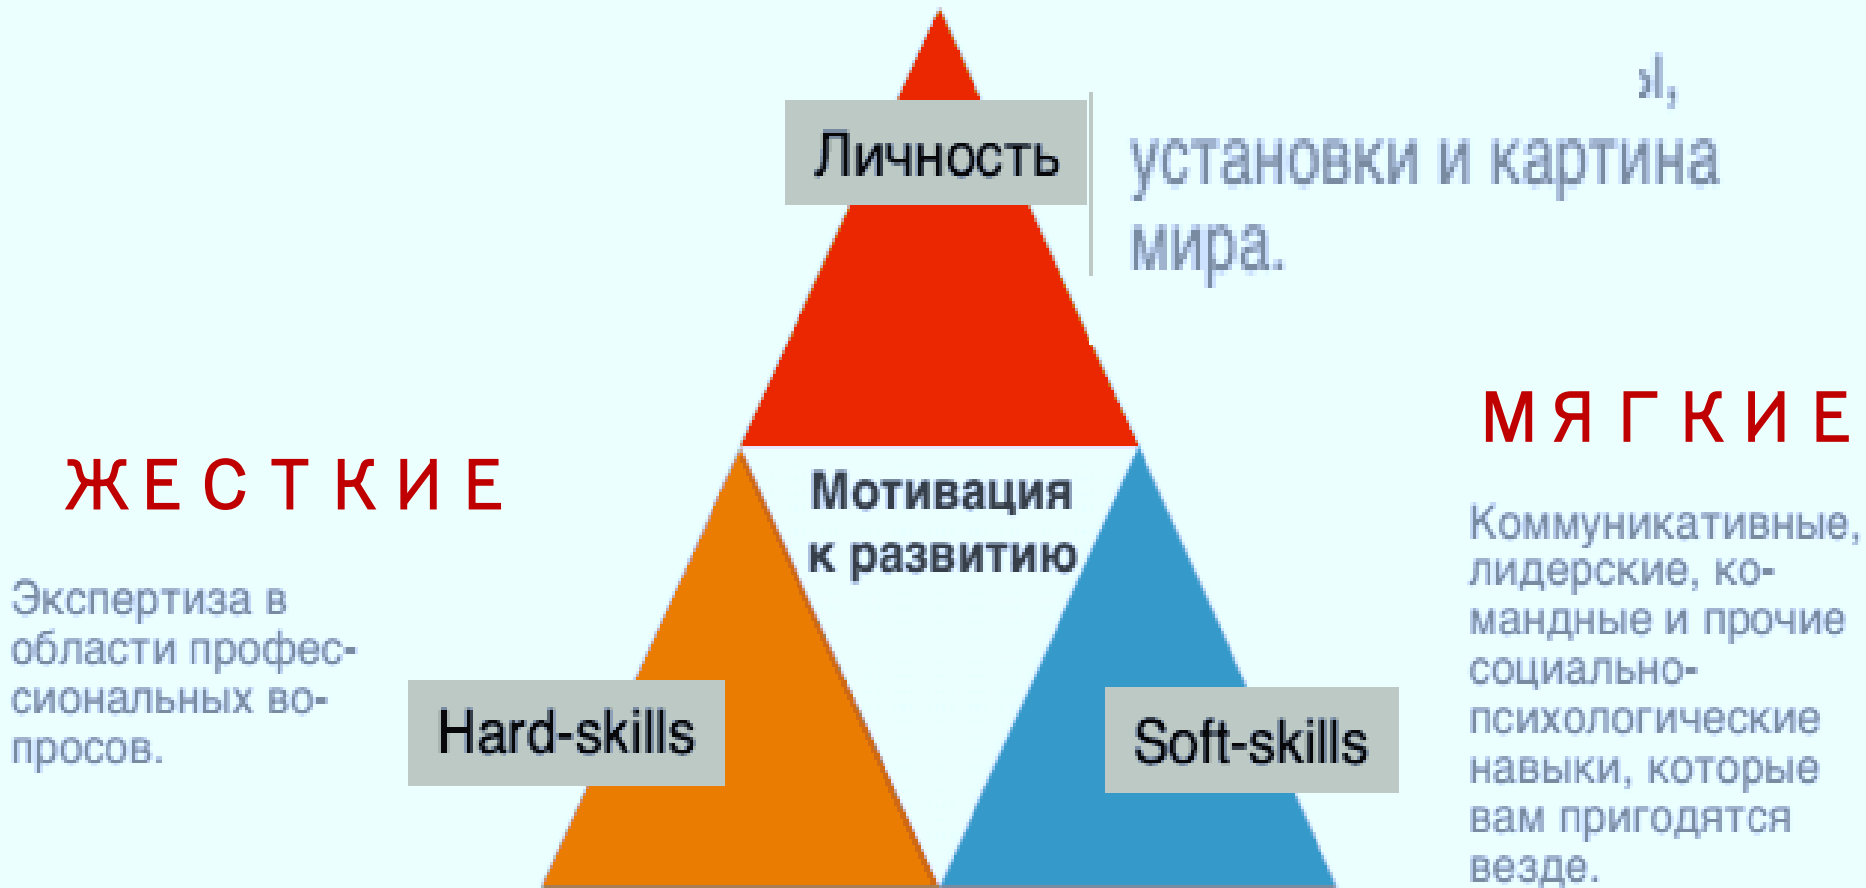 Личность
установки и картина
мира.
ЖЕСТКИЕ
Экспертиза в
области профес-
сиональных во-
просов.
Мотивация
к развитию
МЯГКИЕ
Коммуникативные,
лидерские, ко-
мандные и прочие
социально-
психологические
навыки, которые
вам пригодятся
везде.
Hard-skills
Soft-skills